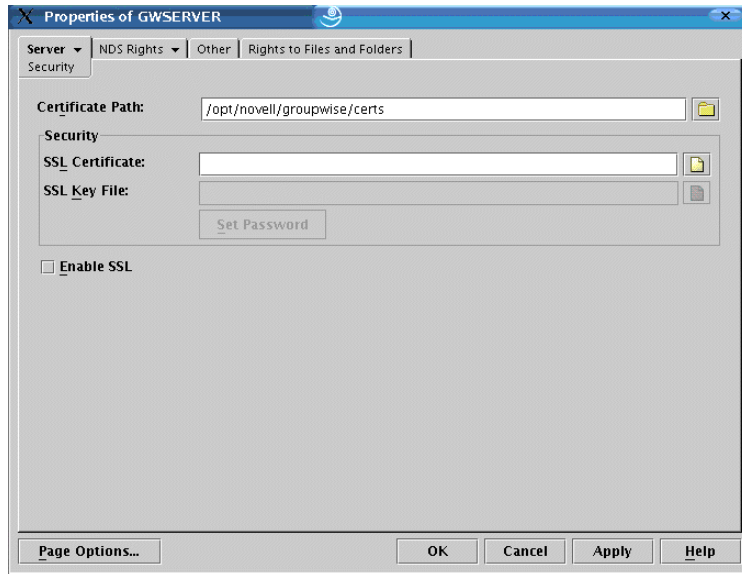 Properties of GWSERVER
Server NDS Rights Other Rights to Files and Folders
Security
Certificate Path: /opt/novell/groupwise/certs
Security
SSL Certificate:
SSL Key File:
Set Password
Enable SSL
Page Options... OK Cancel Apply Help